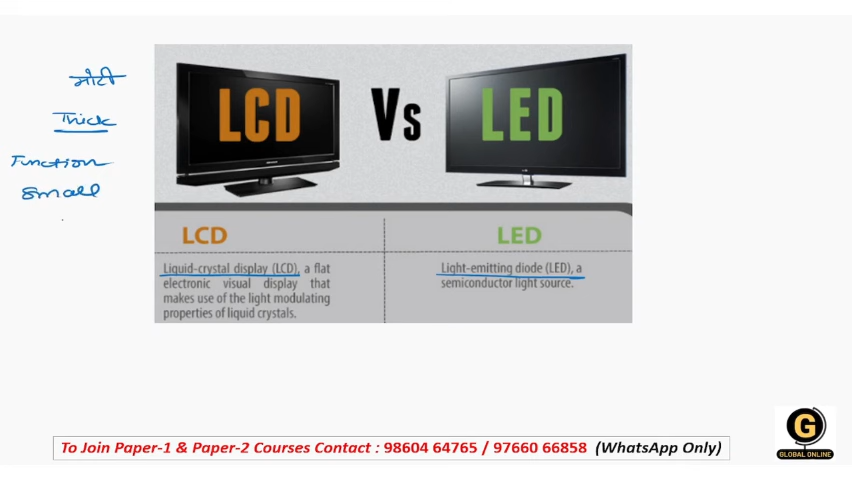 मोटी
Thick
Function
Small
LCD
Vs
LED
LCD
LED
Liquid-crystal display (LCD), a flat
electronic visual display that
makes use of the light modulating
properties of liquid crystals.
Light-emitting diode (LED), a
semiconductor light source.
To Join Paper-1 & Paper-2 Courses Contact : 98604 64765 / 97660 66858 (WhatsApp Only)
G
GLOBAL ONLINE